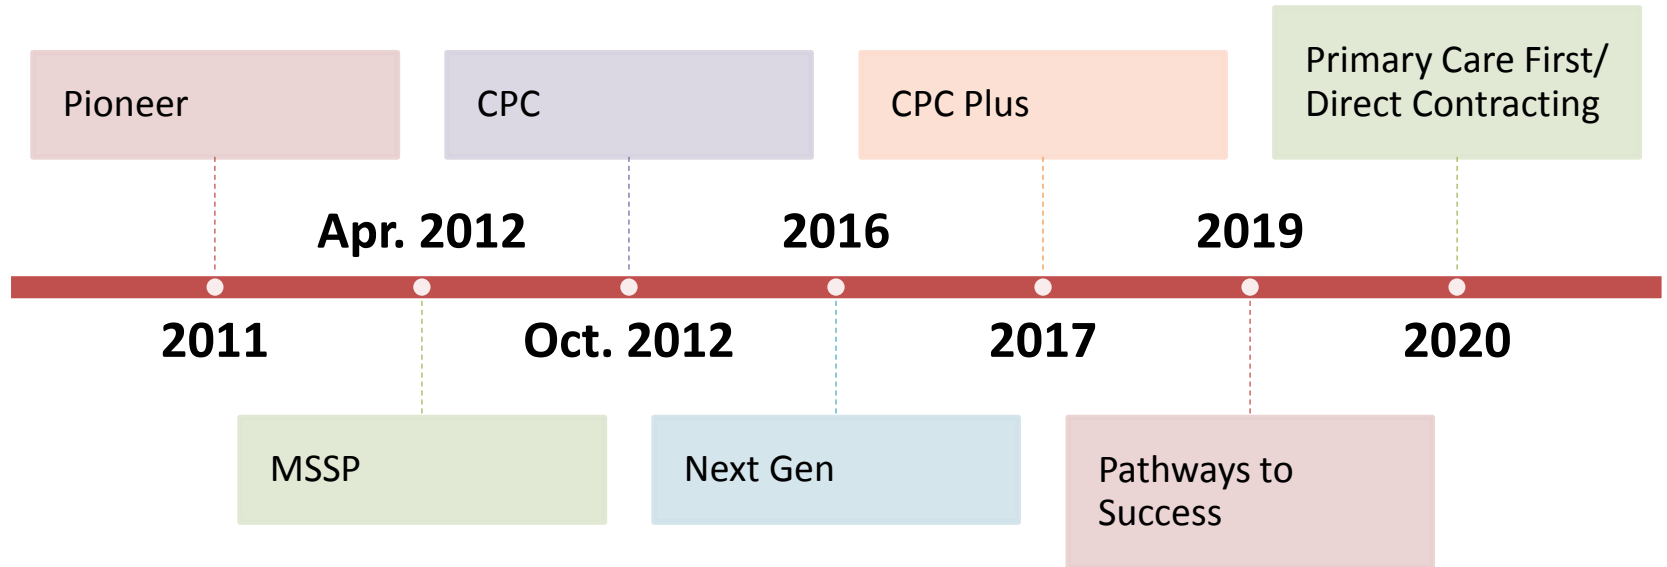 Pioneer
CPC
CPC Plus
Primary Care First/
Direct Contracting
Apr. 2012
2016
2019
2011
Oct. 2012
2017
2020
MSSP
Next Gen
Pathways to
Success